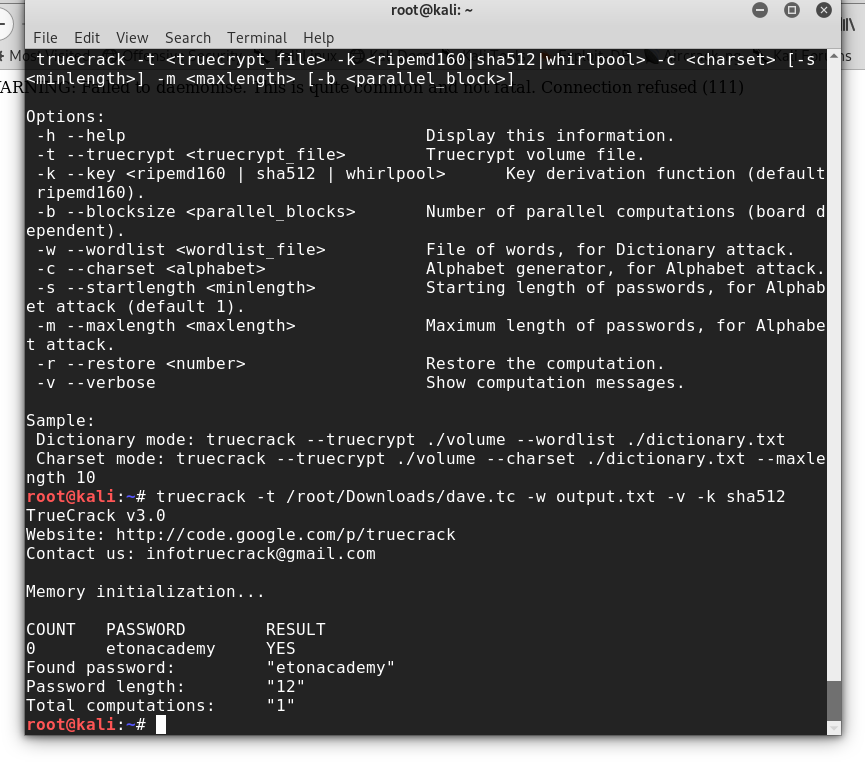 root@kali: ~
File Edit View Search Terminal Help
truecrack -t <truecrypt_file> -k <ripemd160|sha512|whirlpool> -c <charset> [-s
<minlength>] -m <maxlength> [-b <parallel_block>]
ARNING: Failed to daemonise. This is quite common and not fatal. Connection refused (111)
Options:
-h --help Display this information.
-t --truecrypt <truecrypt_file> Truecrypt volume file.
-k --key <ripemd160 | sha512 | whirlpool> Key derivation function (default
ripemd160).
-b --blocksize <parallel_blocks> Number of parallel computations (board d
ependent).
-w --wordlist <wordlist_file> File of words, for Dictionary attack.
-c --charset <alphabet> Alphabet generator, for Alphabet attack.
-s --startlength <minlength> Starting length of passwords, for Alphab
et attack (default 1).
-m --maxlength <maxlength> Maximum length of passwords, for Alphabe
t attack.
-r --restore <number> Restore the computation.
-v --verbose Show computation messages.
Sample:
Dictionary mode: truecrack --truecrypt ./volume --wordlist ./dictionary.txt
Charset mode: truecrack --truecrypt ./volume --charset ./dictionary.txt --maxle
ngth 10
root@kali:~# truecrack -t /root/Downloads/dave.tc -w output.txt -v -k sha512
TrueCrack v3.0
Website: http://code.google.com/p/truecrack
Contact us: infotruecrack@gmail.com
Memory initialization...
COUNT PASSWORD RESULT
0 etonacademy YES
Found password: "etonacademy"
Password length: "12"
Total computations: "1"
root@kali:~#